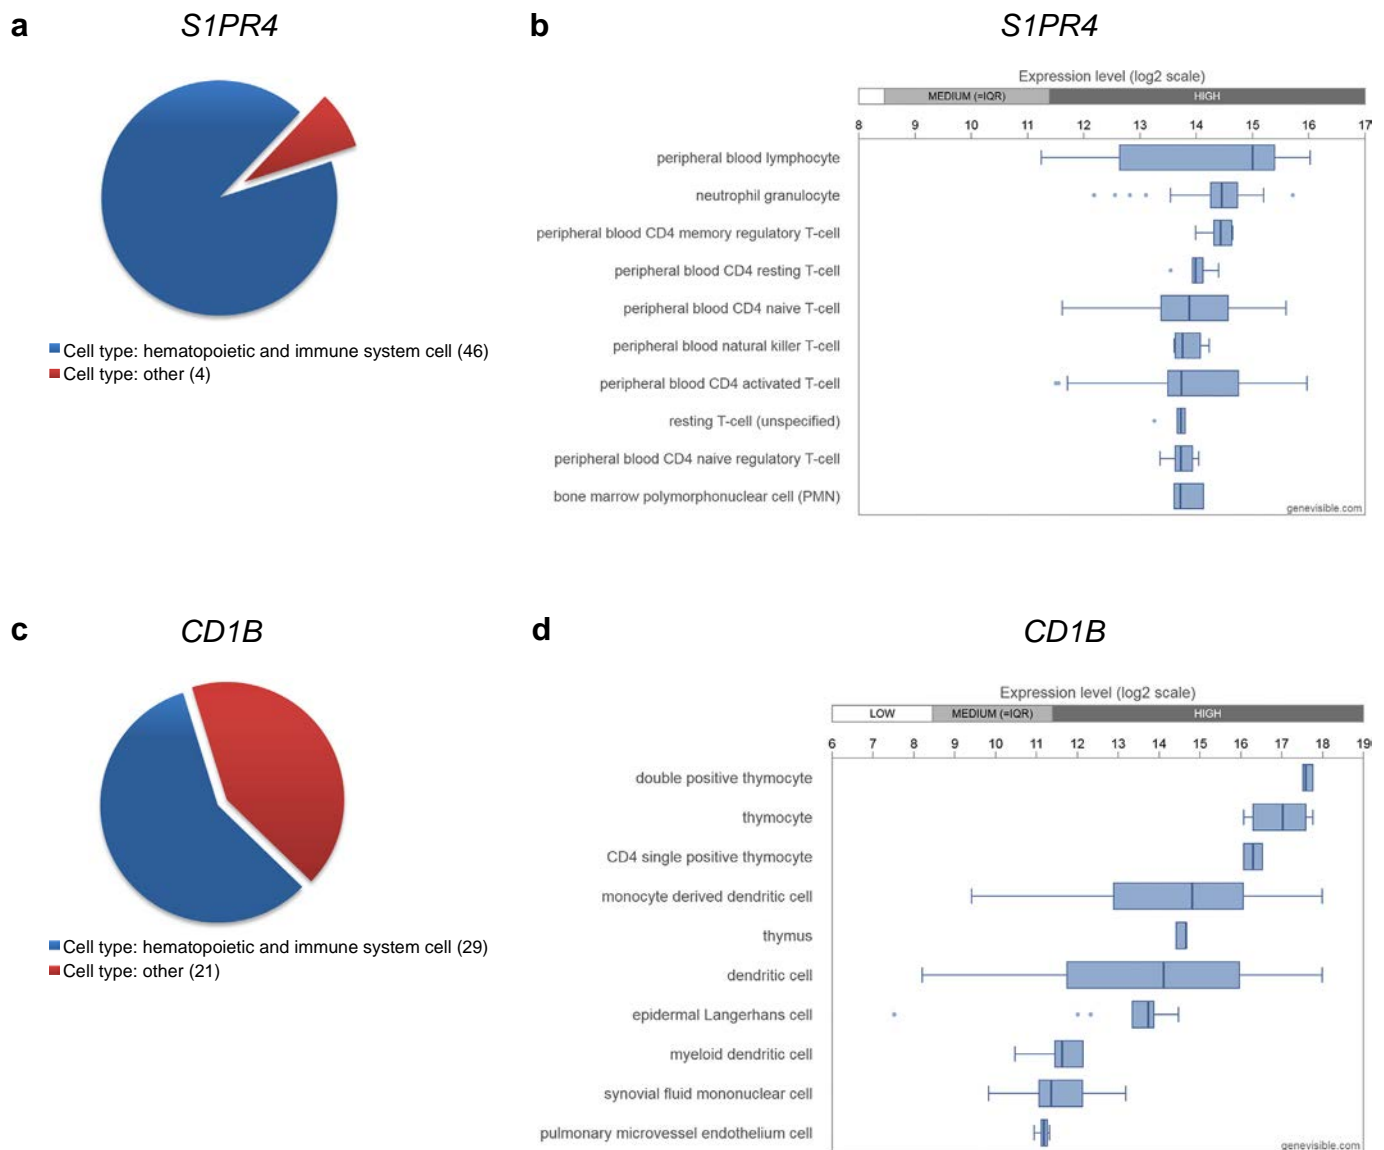 a
S1PR4
Cell type: hematopoietic and immune system cell (46)
Cell type: other (4)
b
S1PR4
Expression level (log2 scale)
MEDIUM (=IQR) HIGH
8 9 10 11 12 13 14 15 16 17
peripheral blood lymphocyte
neutrophil granulocyte
peripheral blood CD4 memory regulatory T-cell
peripheral blood CD4 resting T-cell
peripheral blood CD4 naive T-cell
peripheral blood natural killer T-cell
peripheral blood CD4 activated T-cell
resting T-cell (unspecified)
peripheral blood CD4 naive regulatory T-cell
bone marrow polymorphonuclear cell (PMN)
genevisible.com
c
CD1B
Cell type: hematopoietic and immune system cell (29)
Cell type: other (21)
d
CD1B
Expression level (log2 scale)
LOW MEDIUM (=IQR) HIGH
6 7 8 9 10 11 12 13 14 15 16 17 18 19
double positive thymocyte
thymocyte
CD4 single positive thymocyte
monocyte derived dendritic cell
thymus
dendritic cell
epidermal Langerhans cell
myeloid dendritic cell
synovial fluid mononuclear cell
pulmonary microvessel endothelium cell
genevisible.com